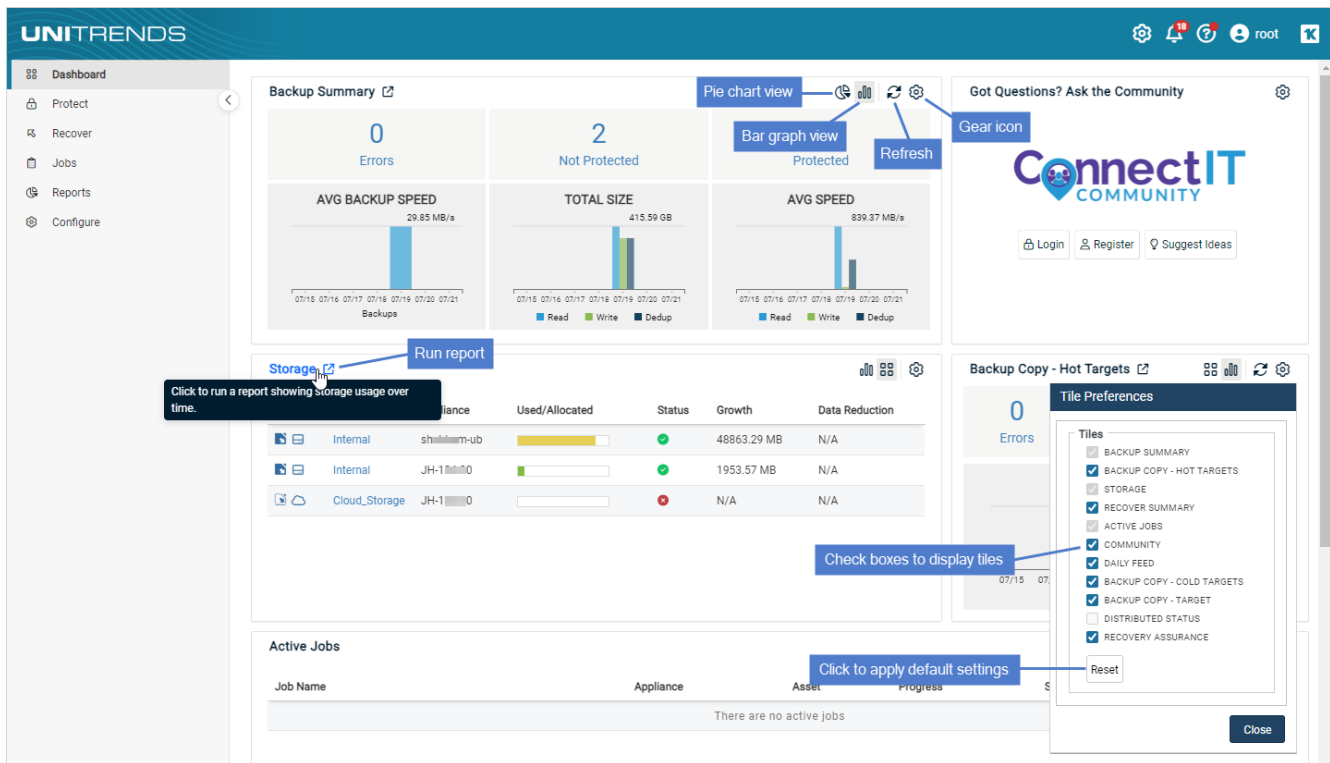 UNITRENDS
18
root
Dashboard
Protect
Recover
Jobs
Reports
Configure
Backup Summary
Pie chart view
Bar graph view
Refresh
Gear icon
0
Errors
2
Not Protected
Protected
AVG BACKUP SPEED
29.85 MB/s
07/15 07/16 07/17 07/18 07/19 07/20 07/21
Backups
TOTAL SIZE
415.59 GB
07/15 07/16 07/17 07/18 07/19 07/20 07/21
Read Write Dedup
AVG SPEED
839.37 MB/s
07/15 07/16 07/17 07/18 07/19 07/20 07/21
Read Write Dedup
Got Questions? Ask the Community
ConnectIT
COMMUNITY
Login Register Suggest Ideas
Storage
Run report
Click to run a report showing storage usage over
time.
Used/Allocated Status Growth Data Reduction
Internal 48863.29 MB N/A
Internal 1953.57 MB N/A
Cloud_Storage N/A N/A
Backup Copy - Hot Targets
0
Errors
07/15
Tile Preferences
Tiles
BACKUP SUMMARY
BACKUP COPY - HOT TARGETS
STORAGE
RECOVER SUMMARY
ACTIVE JOBS
COMMUNITY
DAILY FEED
BACKUP COPY - COLD TARGETS
BACKUP COPY - TARGET
DISTRIBUTED STATUS
RECOVERY ASSURANCE
Reset
Close
Check boxes to display tiles
Click to apply default settings
Active Jobs
Job Name Appliance Asset Progress
There are no active jobs